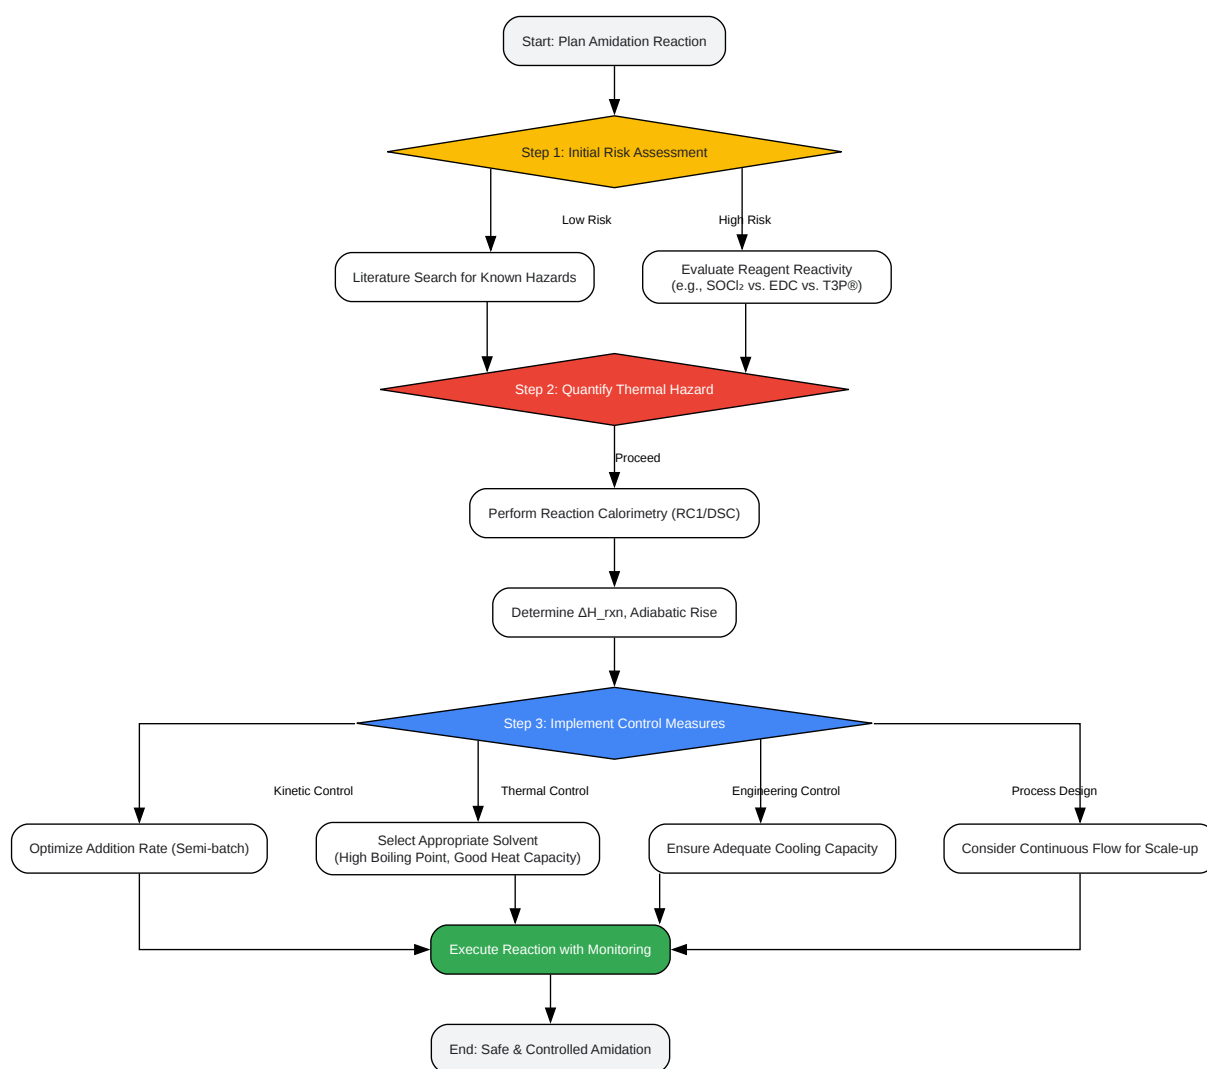 Start: Plan Amidation Reaction
Step 1: Initial Risk Assessment
Low Risk
High Risk
Literature Search for Known Hazards
Evaluate Reagent Reactivity
(e.g., SOCl₂ vs. EDC vs. T3P®)
Step 2: Quantify Thermal Hazard
Proceed
Perform Reaction Calorimetry (RC1/DSC)
Determine ΔH_rxn, Adiabatic Rise
Step 3: Implement Control Measures
Kinetic Control
Thermal Control
Engineering Control
Process Design
Optimize Addition Rate (Semi-batch)
Select Appropriate Solvent
(High Boiling Point, Good Heat Capacity)
Ensure Adequate Cooling Capacity
Consider Continuous Flow for Scale-up
Execute Reaction with Monitoring
End: Safe & Controlled Amidation